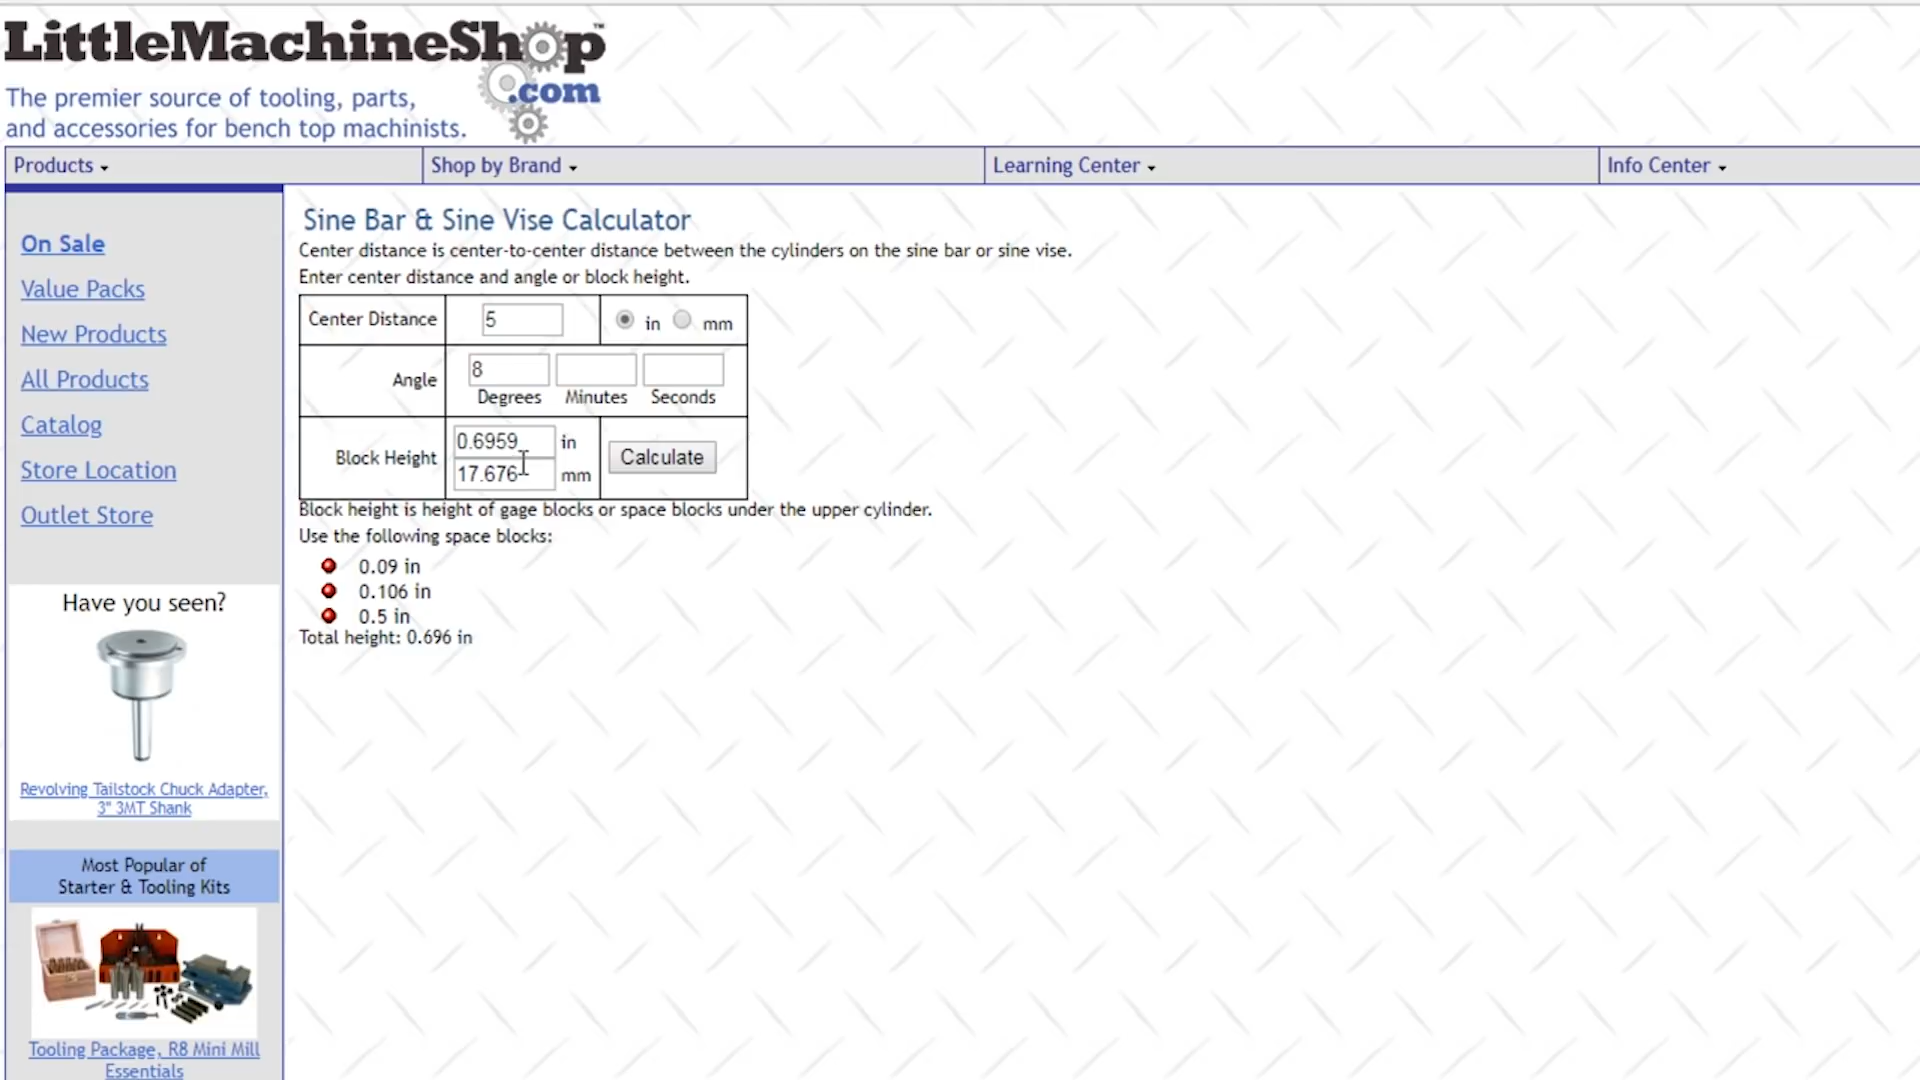 LittleMachineShop™
.com
The premier source of tooling, parts,
and accessories for bench top machinists.
Products
Shop by Brand
Learning Center
Info Center
On Sale
Value Packs
New Products
All Products
Catalog
Store Location
Outlet Store
Have you seen?
Revolving Tailstock Chuck Adapter,
3" 3MT Shank
Most Popular of
Starter & Tooling Kits
Tooling Package, R8 Mini Mill
Essentials
Sine Bar & Sine Vise Calculator
Center distance is center-to-center distance between the cylinders on the sine bar or sine vise.
Enter center distance and angle or block height.
Center Distance 5 in mm
Angle 8
Degrees Minutes Seconds
0.6959 in
Block Height Calculate
17.676 mm
Block height is height of gage blocks or space blocks under the upper cylinder.
Use the following space blocks:
0.09 in
0.106 in
0.5 in
Total height: 0.696 in